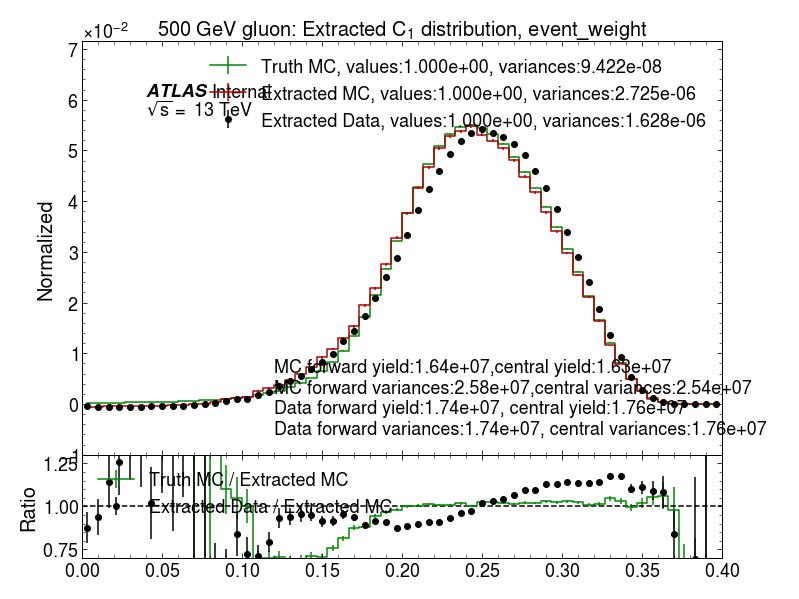 ×10⁻² 500 GeV gluon: Extracted C₁ distribution, event_weight
Truth MC, values:1.000e+00, variances:9.422e-08
ATLAS Internal
Extracted MC, values:1.000e+00, variances:2.725e-06
√s = 13 TeV
Extracted Data, values:1.000e+00, variances:1.628e-06
7
6
5
4
3
2
1
0
Normalized
MC forward yield:1.64e+07,central yield:1.63e+07
MC forward variances:2.58e+07,central variances:2.54e+07
Data forward yield:1.74e+07, central yield:1.76e+07
Data forward variances:1.74e+07, central variances:1.76e+07
1.25
1.00
0.75
Ratio
Truth MC / Extracted MC
Extracted Data / Extracted MC
0.00 0.05 0.10 0.15 0.20 0.25 0.30 0.35 0.40